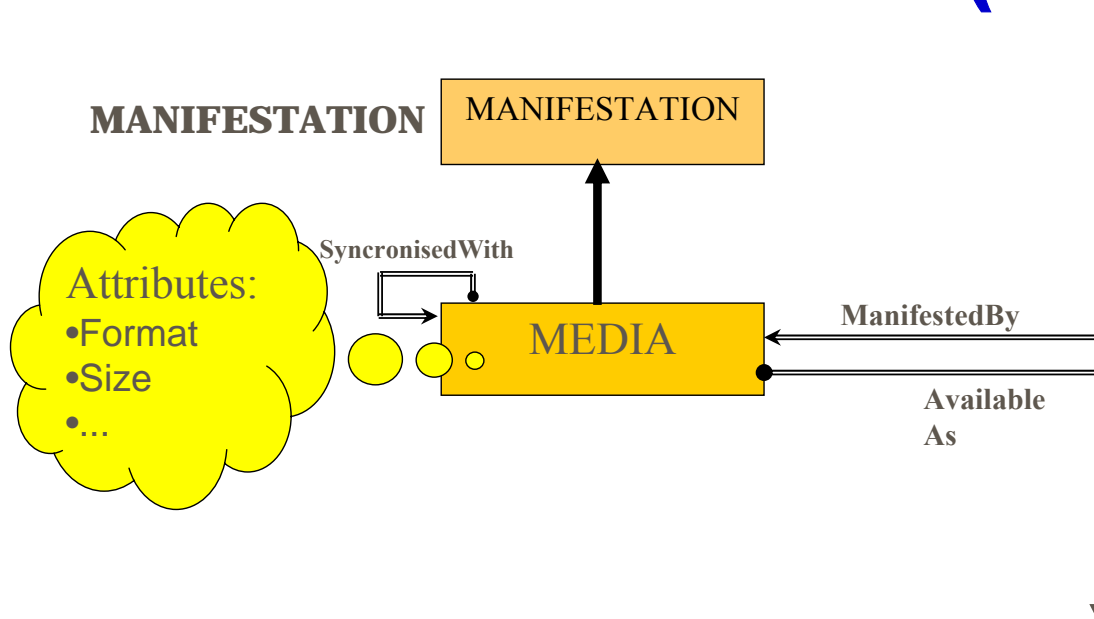 MANIFESTATION
MANIFESTATION
SyncronisedWith
Attributes:
•Format
•Size
•...
MEDIA
ManifestedBy
Available
As